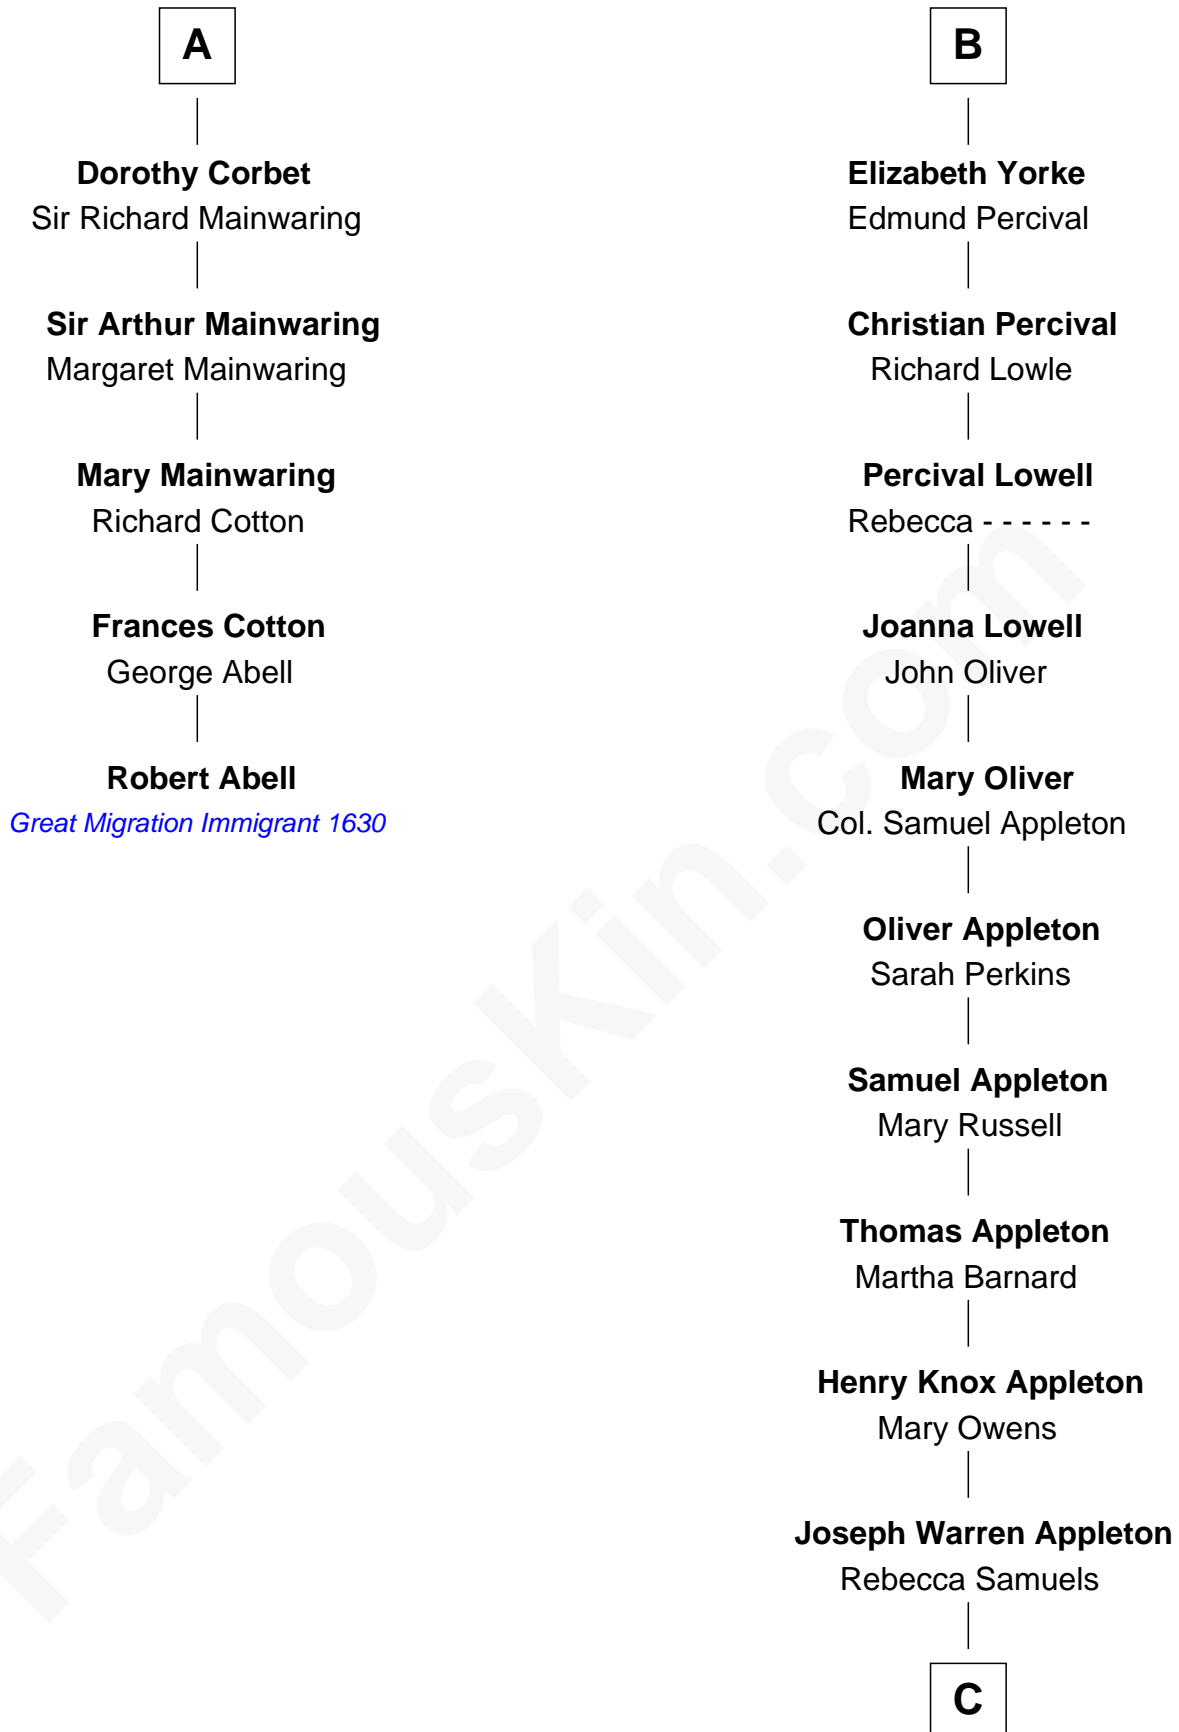 A
Dorothy Corbet
Sir Richard Mainwaring
Sir Arthur Mainwaring
Margaret Mainwaring
Mary Mainwaring
Richard Cotton
Frances Cotton
George Abell
Robert Abell
Great Migration Immigrant 1630
B
Elizabeth Yorke
Edmund Percival
Christian Percival
Richard Lowle
Percival Lowell
Rebecca - - - - - -
Joanna Lowell
John Oliver
Mary Oliver
Col. Samuel Appleton
Oliver Appleton
Sarah Perkins
Samuel Appleton
Mary Russell
Thomas Appleton
Martha Barnard
Henry Knox Appleton
Mary Owens
Joseph Warren Appleton
Rebecca Samuels
C
FamousKin.com